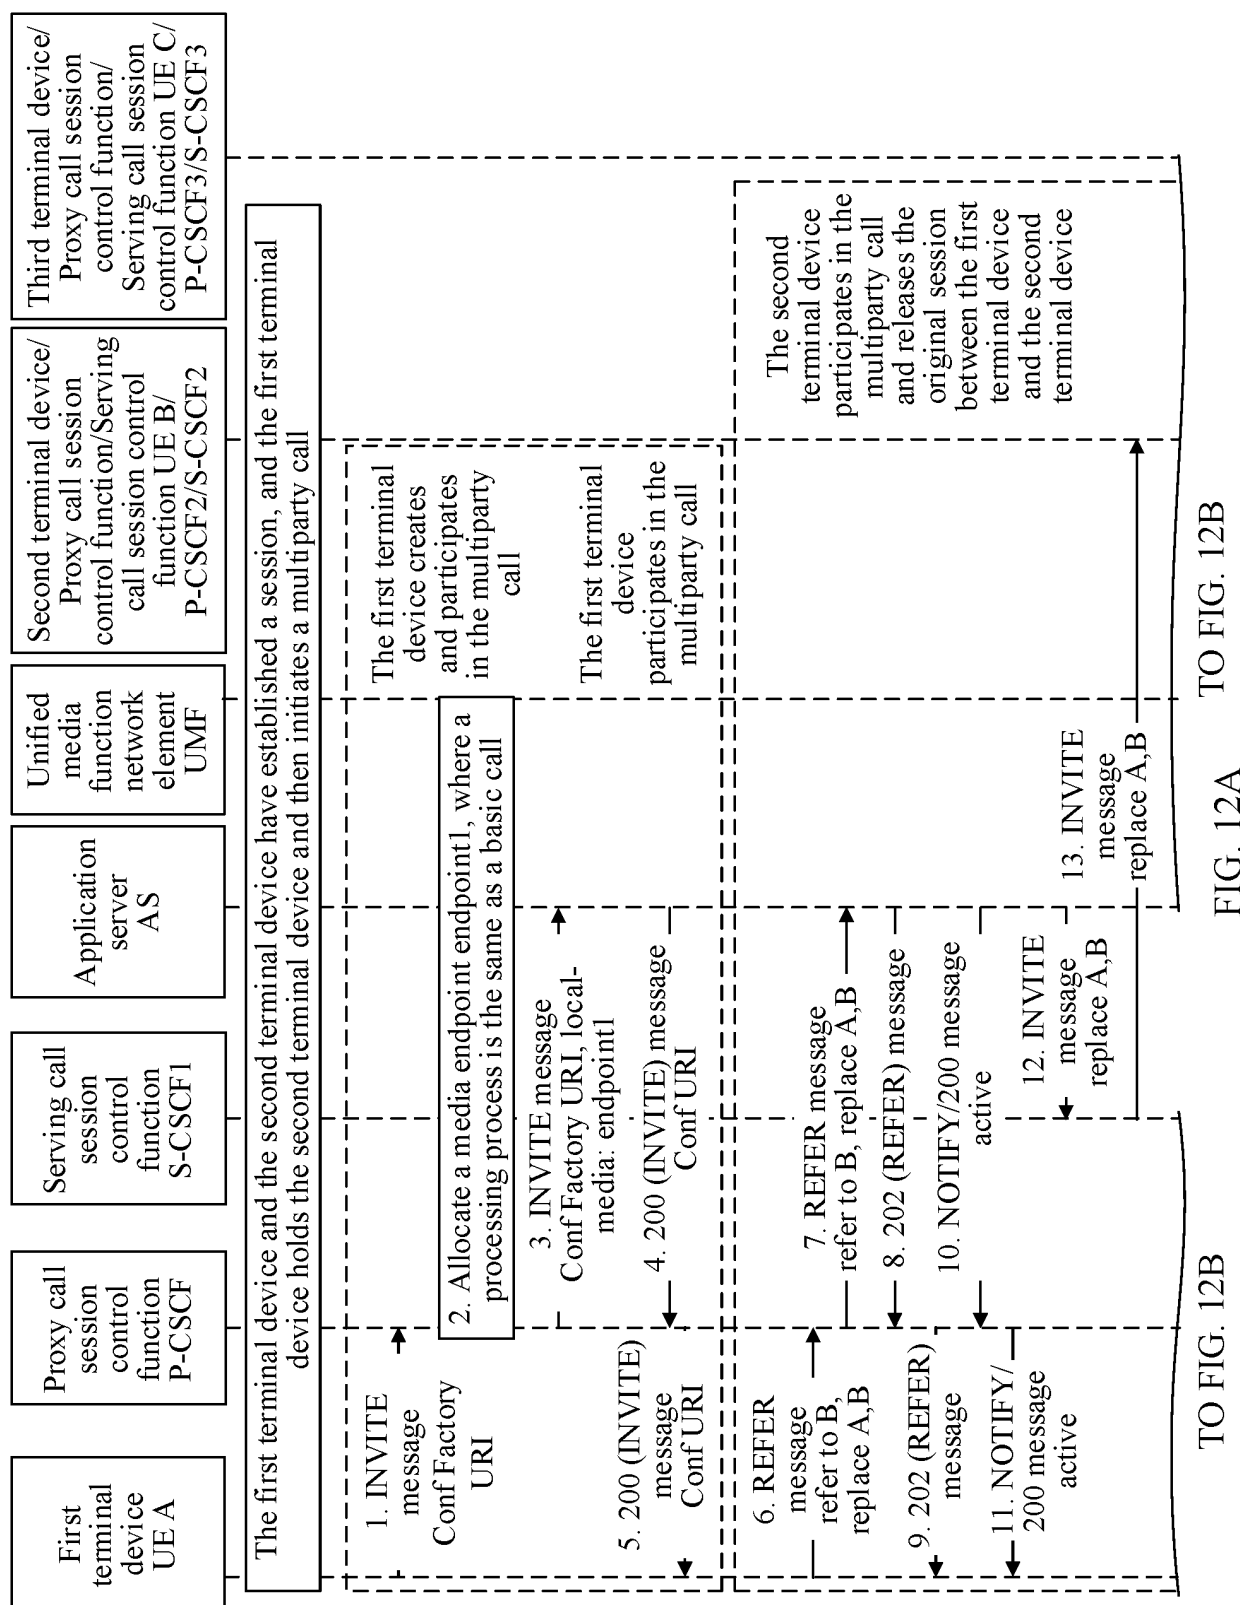 First
terminal
device
UE A
Proxy call
session
control
function
P-CSCF
Serving call
session
control
function
S-CSCF1
Application
server
AS
Unified
media
function
network
element
UMF
Second terminal device/
Proxy call session
control function/Serving
call session control
function UE B/
P-CSCF2/S-CSCF2
Third terminal device/
Proxy call session
control function/
Serving call session
control function UE C/
P-CSCF3/S-CSCF3
The first terminal device and the second terminal device have established a session, and the first terminal
device holds the second terminal device and then initiates a multiparty call
1. INVITE
message
Conf Factory
URI
2. Allocate a media endpoint endpoint1, where a
processing process is the same as a basic call
3. INVITE message
Conf Factory URI, local-
media: endpoint1
4. 200 (INVITE) message
Conf URI
5. 200 (INVITE)
message
Conf URI
The first terminal
device creates
and participates
in the multiparty
call
The first terminal
device
participates in the
multiparty call
6. REFER
message
refer to B,
replace A,B
7. REFER message
refer to B, replace A,B
8. 202 (REFER) message
9. 202 (REFER)
message
10. NOTIFY/200 message
active
11. NOTIFY/
200 message
active
12. INVITE
message
replace A,B
13. INVITE
message
replace A,B
The second
terminal device
participates in the
multiparty call
and releases the
original session
between the first
terminal device
and the second
terminal device
TO FIG. 12B
TO FIG. 12B
FIG. 12A